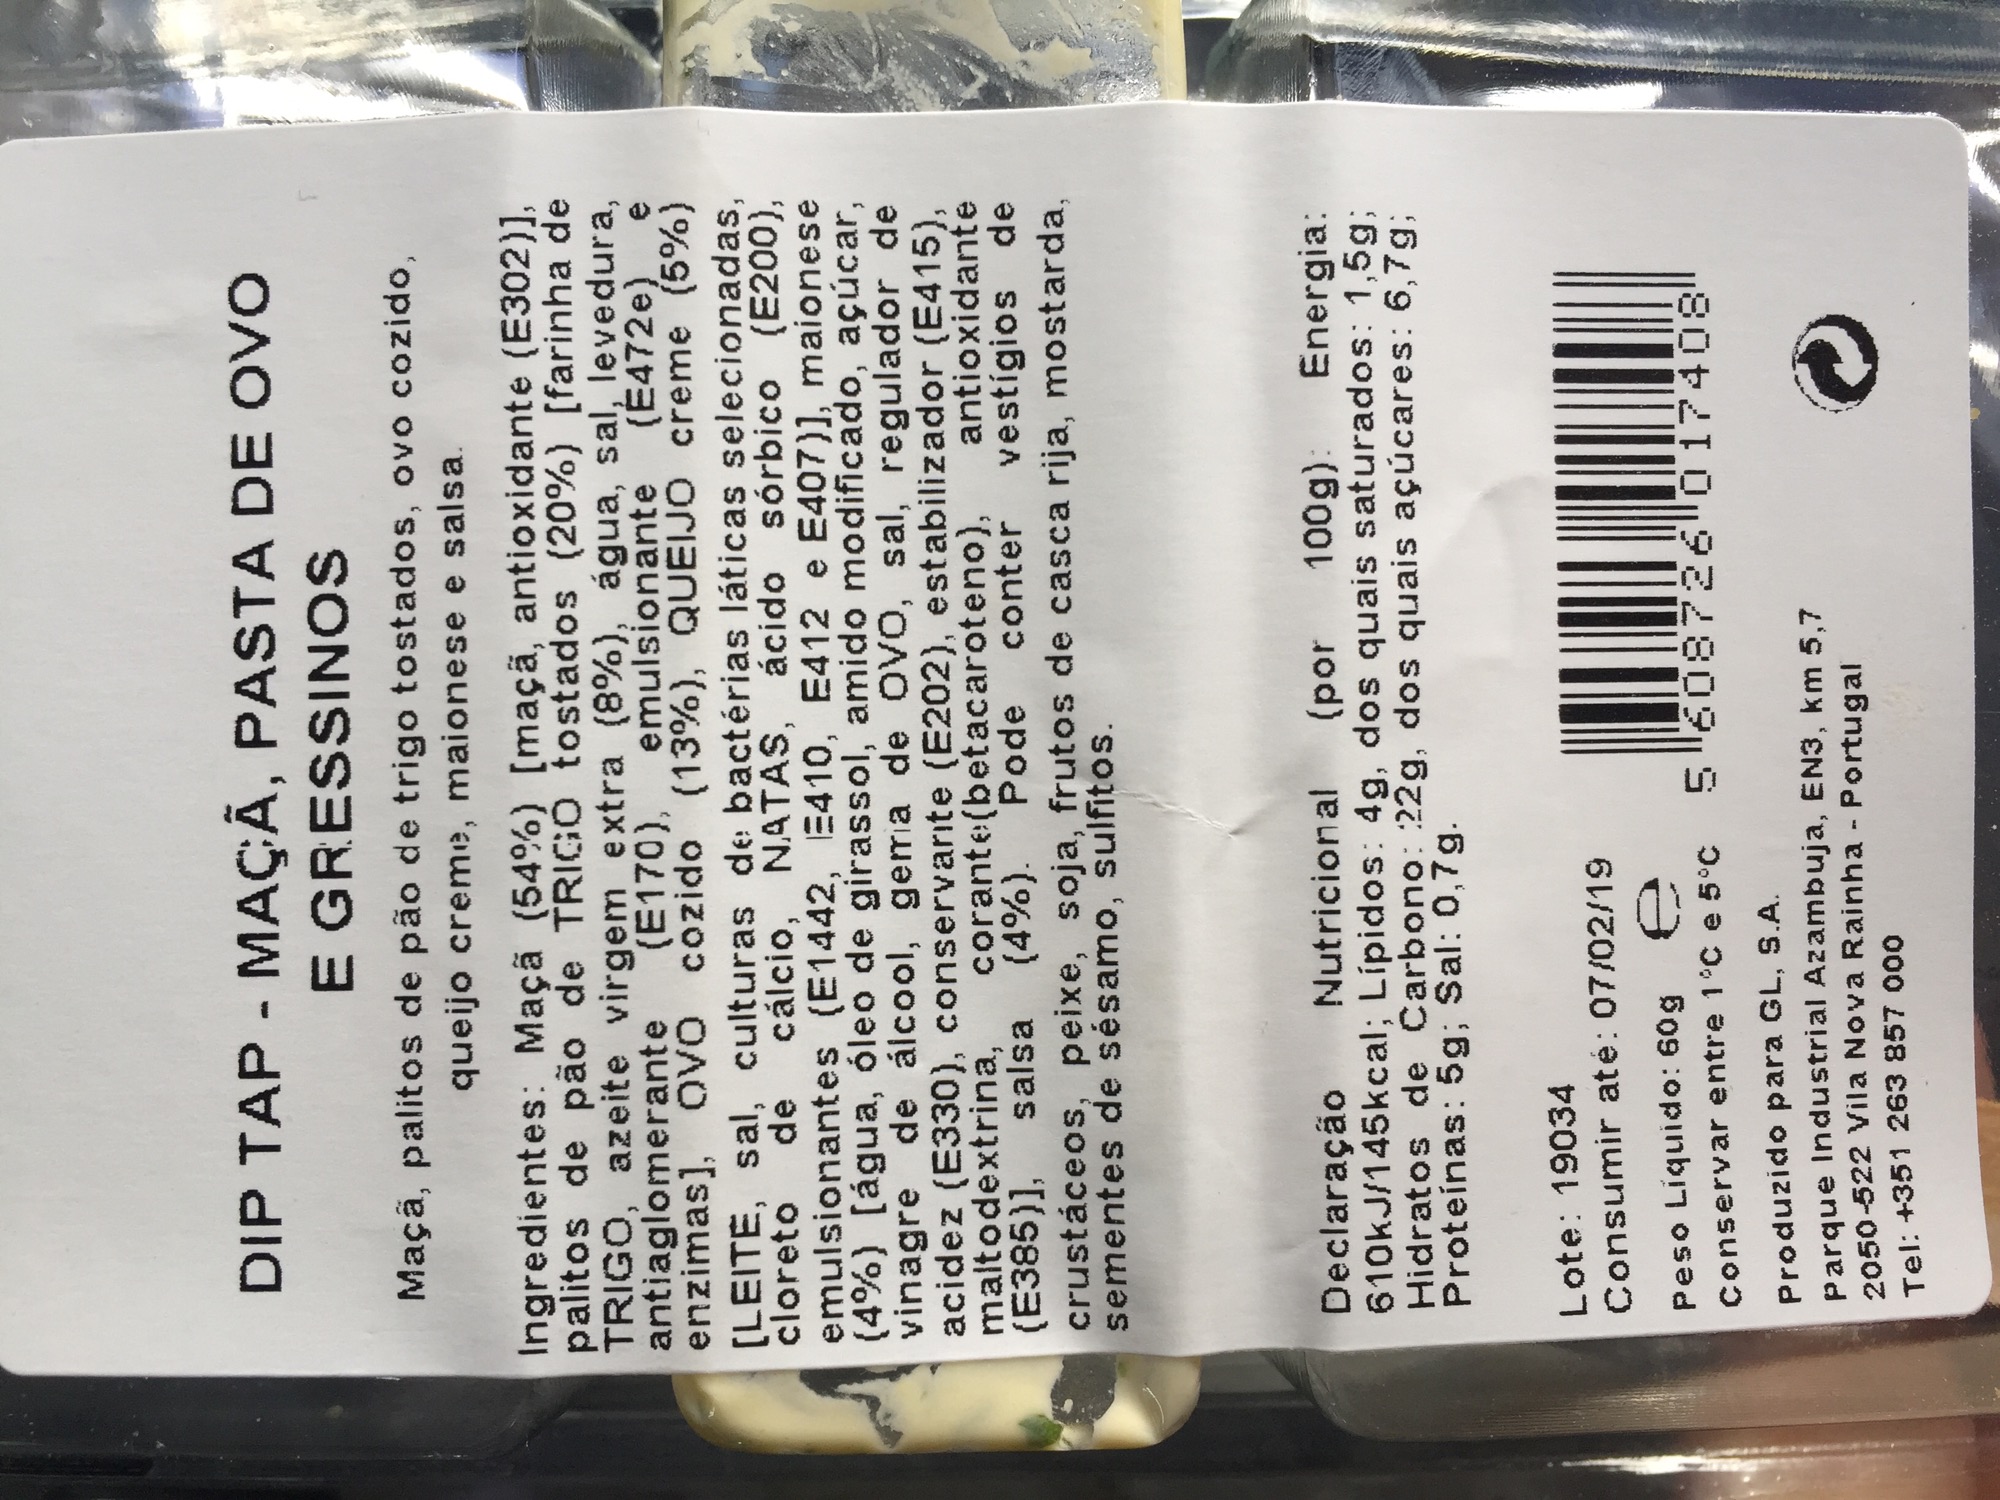 DIP TAP - MAÇÃ, PASTA DE OVO
E GRESSINOS
Maçã, palitos de pão de trigo tostados, ovo cozido,
queijo creme, maionese e salsa.
Ingredientes: Maçã (54%) [maçã, antioxidante (E302)],
palitos de pão de TRIGO tostados (20%) [farinha de
TRIGO, azeite virgem extra (8%), água, sal, levedura,
antiaglomerante (E170), emulsionante (E472e) e
enzimas], OVO cozido (13%), QUEIJO creme (5%)
[LEITE, sal, culturas de bactérias láticas selecionadas,
cloreto de cálcio, NATAS, ácido sórbico (E200),
emulsionantes (E1442, E410, E412 e E407)], maionese
(4%) [água, óleo de girassol, amido modificado, açúcar,
vinagre de álcool, gema de OVO, sal, regulador de
acidez (E330), conservante (E202), estabilizador (E415),
maltodextrina, corante(betacaroteno), antioxidante
(E385)], salsa (4%). Pode conter vestígios de
crustáceos, peixe, soja, frutos de casca rija, mostarda,
sementes de sésamo, sulfitos.
Declaração Nutricional (por 100g): Energia:
610kJ/145kcal; Lípidos: 4g, dos quais saturados: 1,5g;
Hidratos de Carbono: 22g, dos quais açúcares: 6,7g;
Proteínas: 5g; Sal: 0,7g.
Lote: 19034
Consumir até: 07/02/19
Peso Líquido: 60g e
Conservar entre 1°C e 5°C
5 608726 017408
Produzido para GL, S.A.
Parque Industrial Azambuja, EN3, km 5,7
2050-522 Vila Nova Rainha - Portugal
Tel: +351 263 857 000